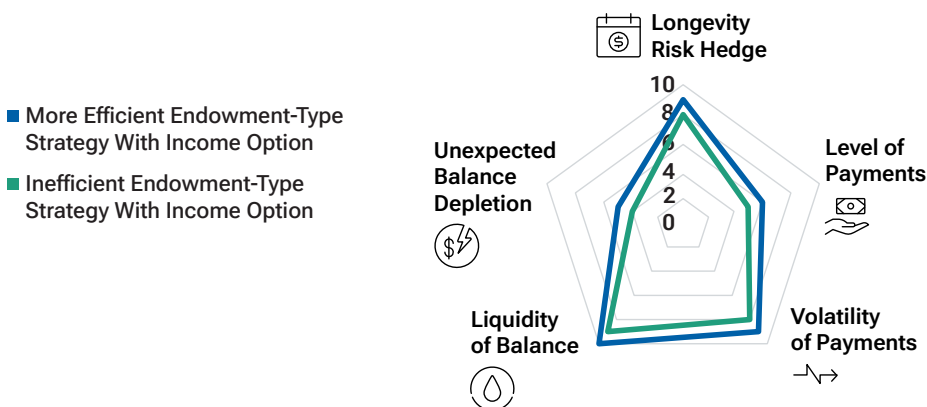 Longevity
Risk Hedge
More Efficient Endowment-Type
Strategy With Income Option
Inefficient Endowment-Type
Strategy With Income Option
10
8
6
4
2
0
Unexpected
Balance
Depletion
Level of
Payments
Liquidity
of Balance
Volatility
of Payments